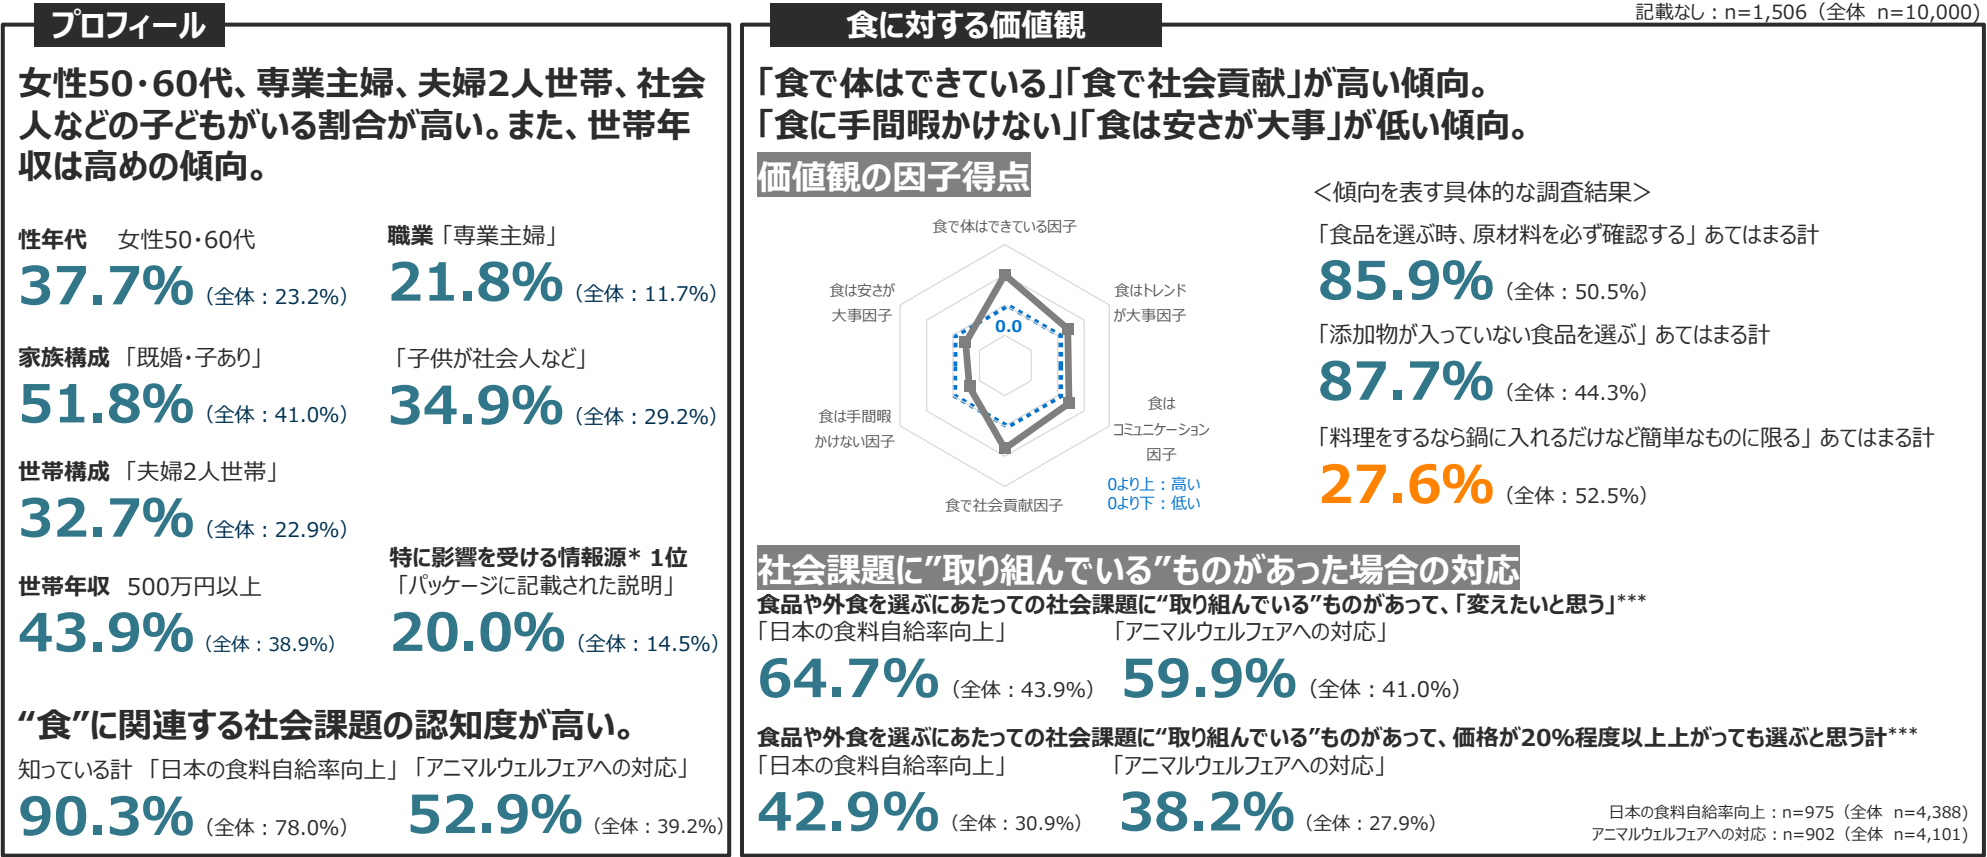 プロフィール
女性50・60代、専業主婦、夫婦2人世帯、社会
人などの子どもがいる割合が高い。また、世帯年
収は高めの傾向。
性年代 女性50・60代
37.7%（全体：23.2%）
職業「専業主婦」
21.8%（全体：11.7%）
家族構成「既婚・子あり」
51.8%（全体：41.0%）
「子供が社会人など」
34.9%（全体：29.2%）
世帯構成「夫婦2人世帯」
32.7%（全体：22.9%）
世帯年収 500万円以上
43.9%（全体：38.9%）
特に影響を受ける情報源* 1位
「パッケージに記載された説明」
20.0%（全体：14.5%）
“食”に関連する社会課題の認知度が高い。
知っている計 「日本の食料自給率向上」「アニマルウェルフェアへの対応」
90.3%（全体：78.0%） 52.9%（全体：39.2%）
食に対する価値観
記載なし：n=1,506（全体 n=10,000)
「食で体はできている」「食で社会貢献」が高い傾向。
「食に手間暇かけない」「食は安さが大事」が低い傾向。
価値観の因子得点
食で体はできている因子
食はトレンド
が大事因子
食は
コミュニケーション
因子
食で社会貢献因子
食は手間暇
かけない因子
食は安さが
大事因子
0.0
0より上：高い
0より下：低い
＜傾向を表す具体的な調査結果＞
「食品を選ぶ時、原材料を必ず確認する」あてはまる計
85.9%（全体：50.5%）
「添加物が入っていない食品を選ぶ」あてはまる計
87.7%（全体：44.3%）
「料理をするなら鍋に入れるだけなど簡単なものに限る」あてはまる計
27.6%（全体：52.5%）
社会課題に”取り組んでいる”ものがあった場合の対応
食品や外食を選ぶにあたっての社会課題に“取り組んでいる”ものがあって、「変えたいと思う」***
「日本の食料自給率向上」 「アニマルウェルフェアへの対応」
64.7%（全体：43.9%） 59.9%（全体：41.0%）
食品や外食を選ぶにあたっての社会課題に“取り組んでいる”ものがあって、価格が20%程度以上上がっても選ぶと思う計***
「日本の食料自給率向上」 「アニマルウェルフェアへの対応」
42.9%（全体：30.9%） 38.2%（全体：27.9%）
日本の食料自給率向上：n=975（全体 n=4,388)
アニマルウェルフェアへの対応：n=902（全体 n=4,101)